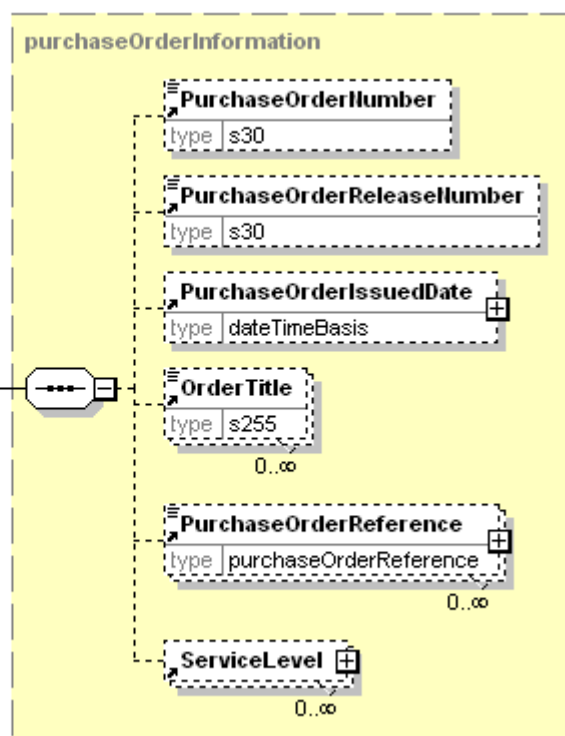 purchaseOrderInformation
PurchaseOrderNumber
type s30
PurchaseOrderReleaseNumber
type s30
PurchaseOrderIssuedDate
type dateTimeBasis
OrderTitle
type s255
0..∞
PurchaseOrderReference
type purchaseOrderReference
0..∞
ServiceLevel
0..∞